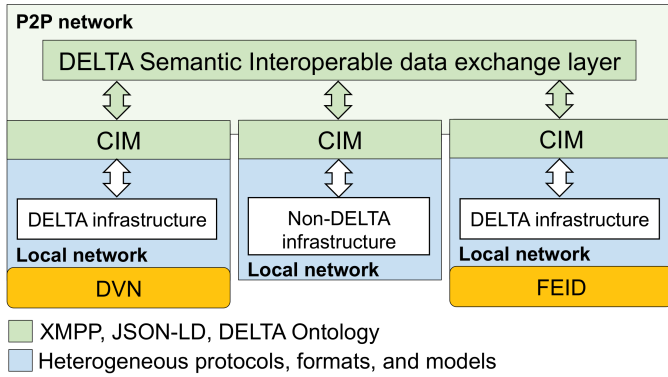 P2P network
DELTA Semantic Interoperable data exchange layer
CIM
CIM
CIM
DELTA infrastructure
Non-DELTA
infrastructure
DELTA infrastructure
Local network
Local network
Local network
DVN
FEID
XMPP, JSON-LD, DELTA Ontology
Heterogeneous protocols, formats, and models